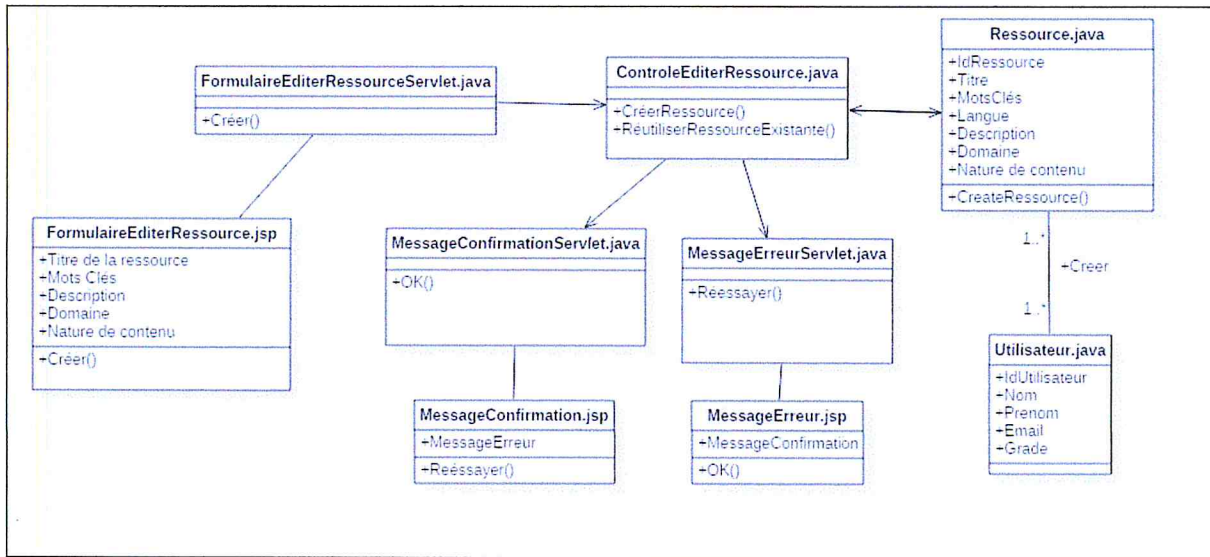 FormulaireEditerRessourceServlet.java
+Créer()
ControleEditerRessource.java
+CréerRessource()
+RéutiliserRessourceExistante()
Ressource.java
+IdRessource
+Titre
+MotsClés
+Langue
+Description
+Domaine
+Nature de contenu
+CreateRessource()
FormulaireEditerRessource.jsp
+Titre de la ressource
+Mots Clés
+Description
+Domaine
+Nature de contenu
+Créer()
MessageConfirmationServlet.java
+OK()
MessageErreurServlet.java
+Réessayer()
1..*
+Creer
1..*
Utilisateur.java
+IdUtilisateur
+Nom
+Prenom
+Email
+Grade
MessageConfirmation.jsp
+MessageErreur
+Reéssayer()
MessageErreur.jsp
+MessageConfirmation
+OK()